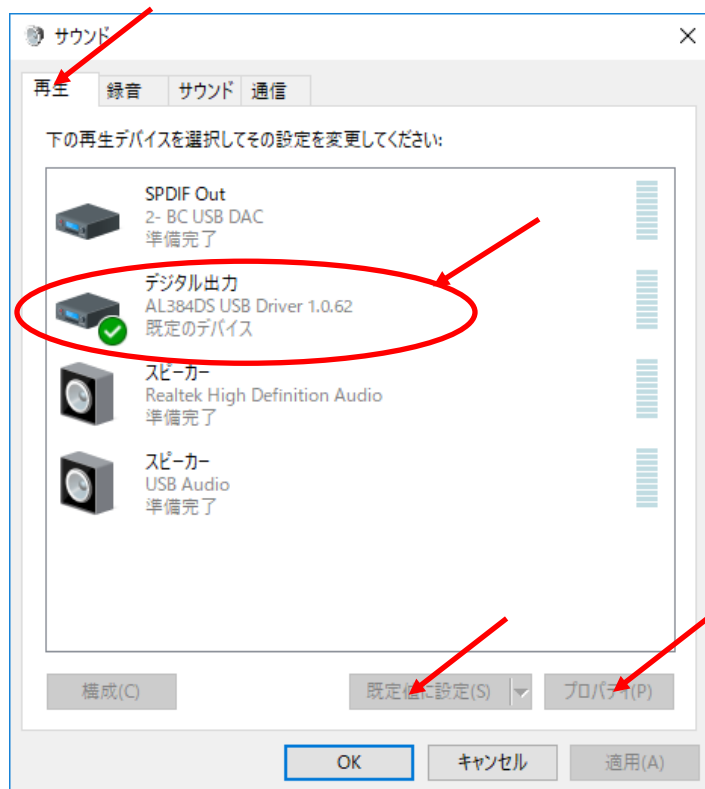 サウンド
再生 録音 サウンド 通信
下の再生デバイスを選択してその設定を変更してください:
SPDIF Out
2- BC USB DAC
準備完了
デジタル出力
AL384DS USB Driver 1.0.62
既定のデバイス
スピーカー
Realtek High Definition Audio
準備完了
スピーカー
USB Audio
準備完了
構成(C) 既定値に設定(S) プロパティ(P)
OK キャンセル 適用(A)